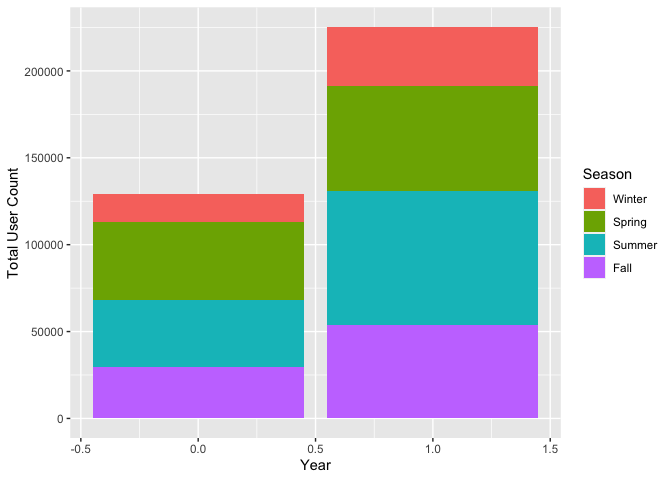 200000
150000
100000
50000
0
Total User Count
-0.5 0.0 0.5 1.0 1.5
Year
Season
Winter
Spring
Summer
Fall